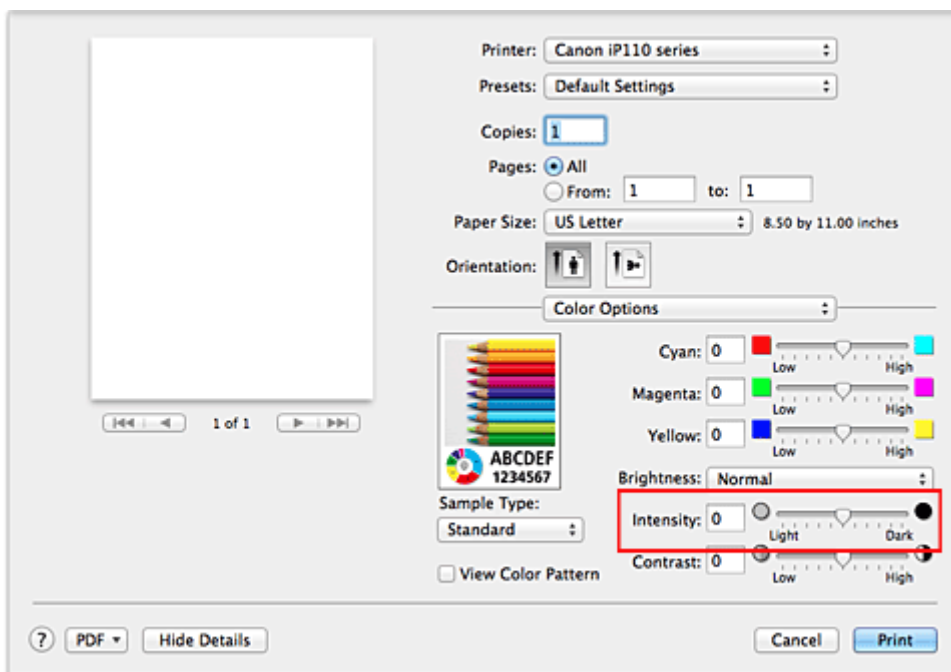 Printer: Canon iP110 series
Presets: Default Settings
Copies: 1
Pages: All
From: 1 to: 1
Paper Size: US Letter 8.50 by 11.00 inches
Orientation:
Color Options
1 of 1
ABCDEF
1234567
Sample Type:
Standard
View Color Pattern
Cyan: 0
Low High
Magenta: 0
Low High
Yellow: 0
Low High
Brightness: Normal
Intensity: 0
Light Dark
Contrast: 0
Low High
? PDF Hide Details Cancel Print